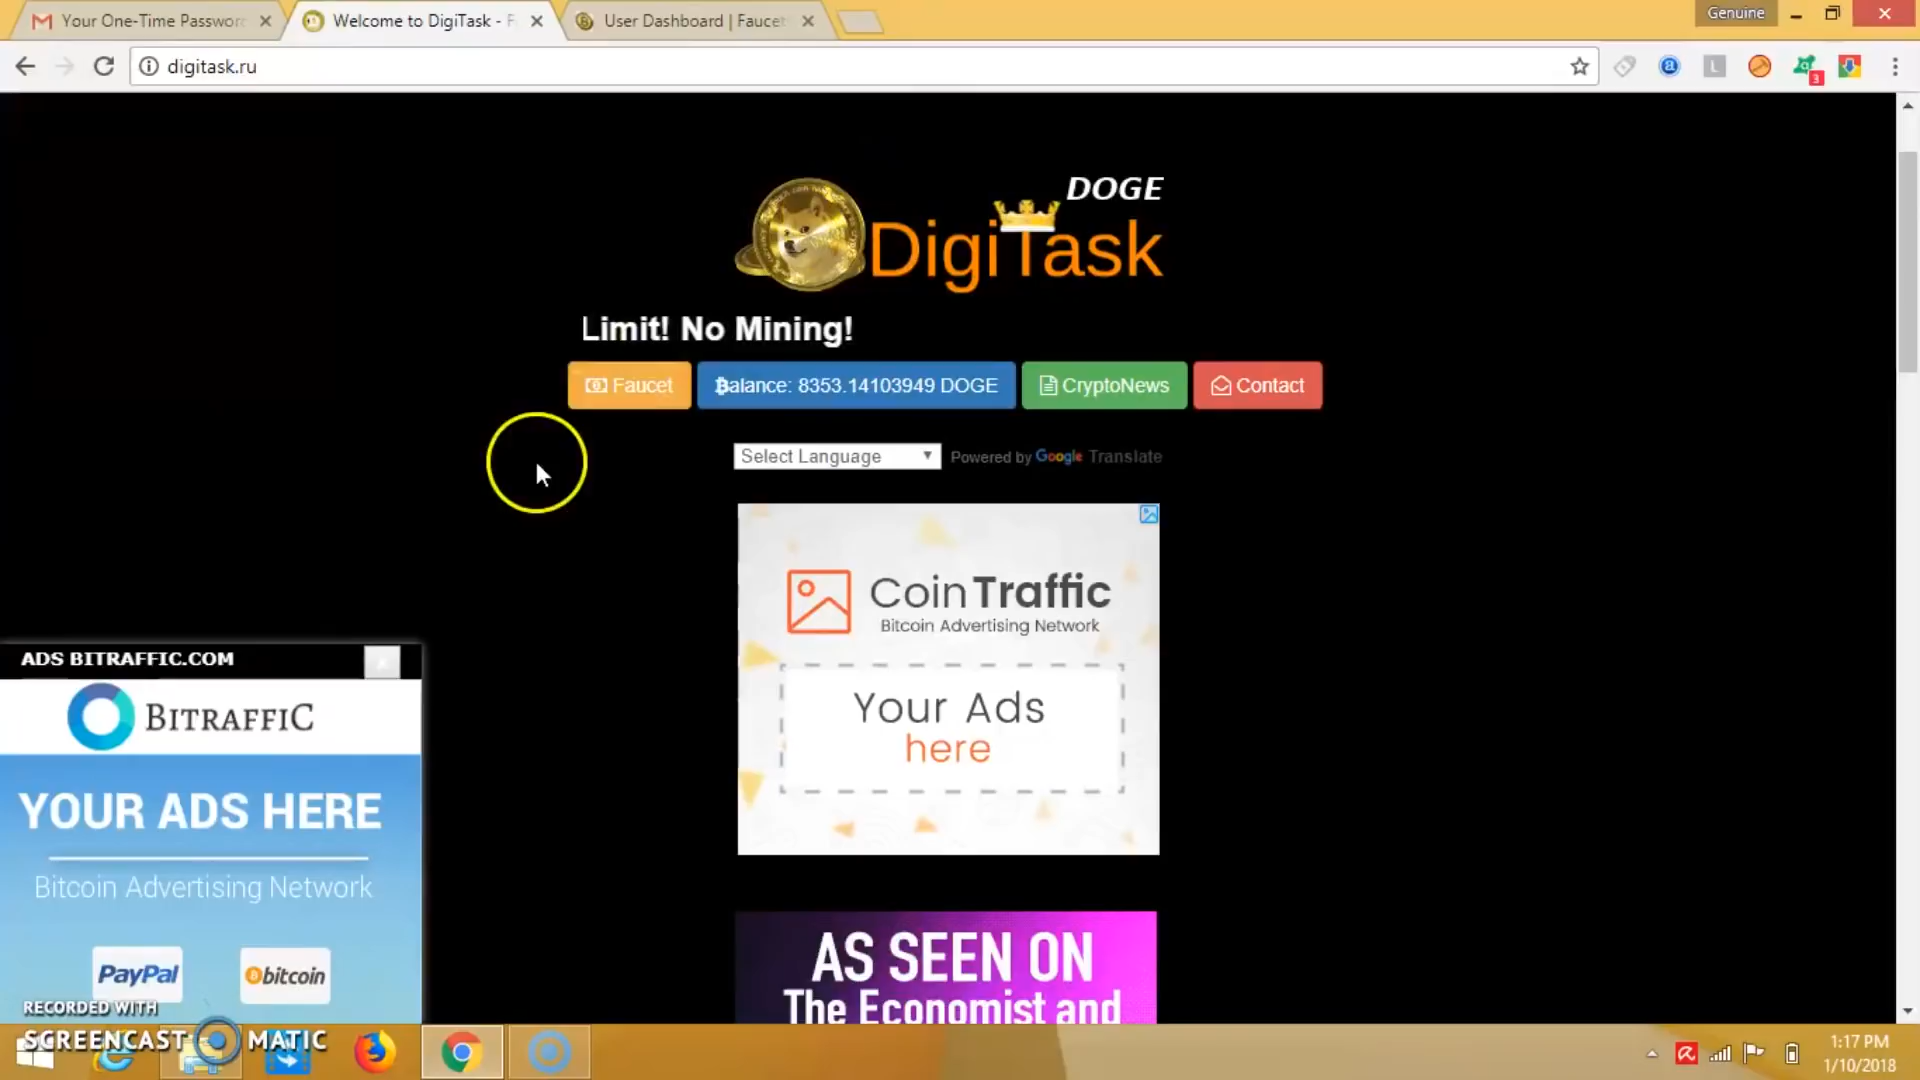 Your One-Time Passwor
Welcome to DigiTask - F
User Dashboard | Faucet
Genuine
digitask.ru
3
DOGE
DigiTask
Limit! No Mining!
Faucet
Balance: 8353.14103949 DOGE
CryptoNews
Contact
Select Language
Powered by Google Translate
CoinTraffic
Bitcoin Advertising Network
Your Ads
here
ADS BITRAFFIC.COM
BITRAFFIC
YOUR ADS HERE
Bitcoin Advertising Network
PayPal
bitcoin
AS SEEN ON
The Economist and
RECORDED WITH
SCREENCAST MATIC
1:17 PM
1/10/2018